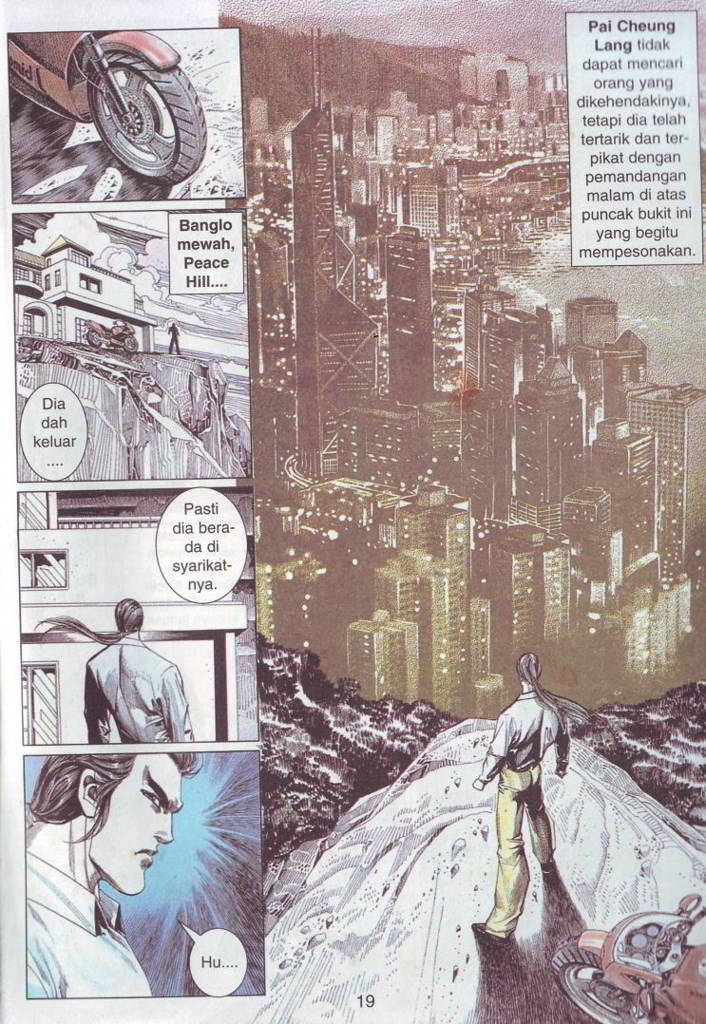 Banglo
mewah,
Peace
Hill....
Dia
dah
keluar
....
Pasti
dia bera-
da di
syarikat-
nya.
Hu....
Pai Cheung
Lang tidak
dapat mencari
orang yang
dikehendakinya,
tetapi dia telah
tertarik dan ter-
pikat dengan
pemandangan
malam di atas
puncak bukit ini
yang begitu
mempesonakan.
19